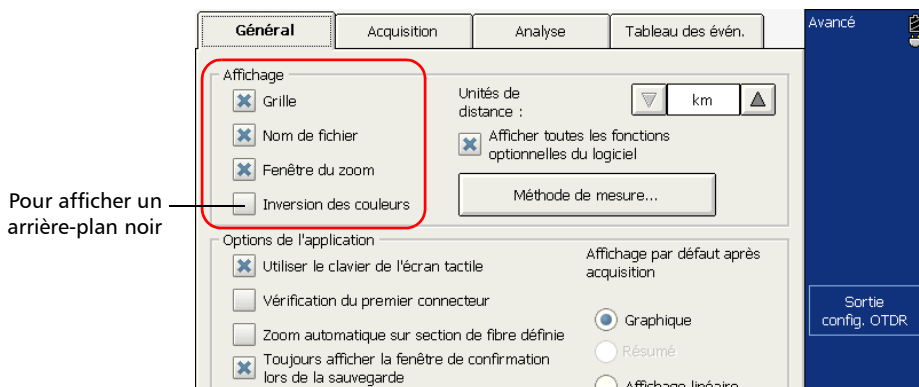 Général
Acquisition
Analyse
Tableau des évén.
Avancé
Affichage
Grille
Nom de fichier
Fenêtre du zoom
Inversion des couleurs
Unités de
distance :
km
Afficher toutes les fonctions
optionnelles du logiciel
Méthode de mesure...
Pour afficher un
arrière-plan noir
Options de l'application
Utiliser le clavier de l'écran tactile
Vérification du premier connecteur
Zoom automatique sur section de fibre définie
Toujours afficher la fenêtre de confirmation
lors de la sauvegarde
Affichage par défaut après
acquisition
Graphique
Résumé
Affichage linéaire
Sortie
config. OTDR